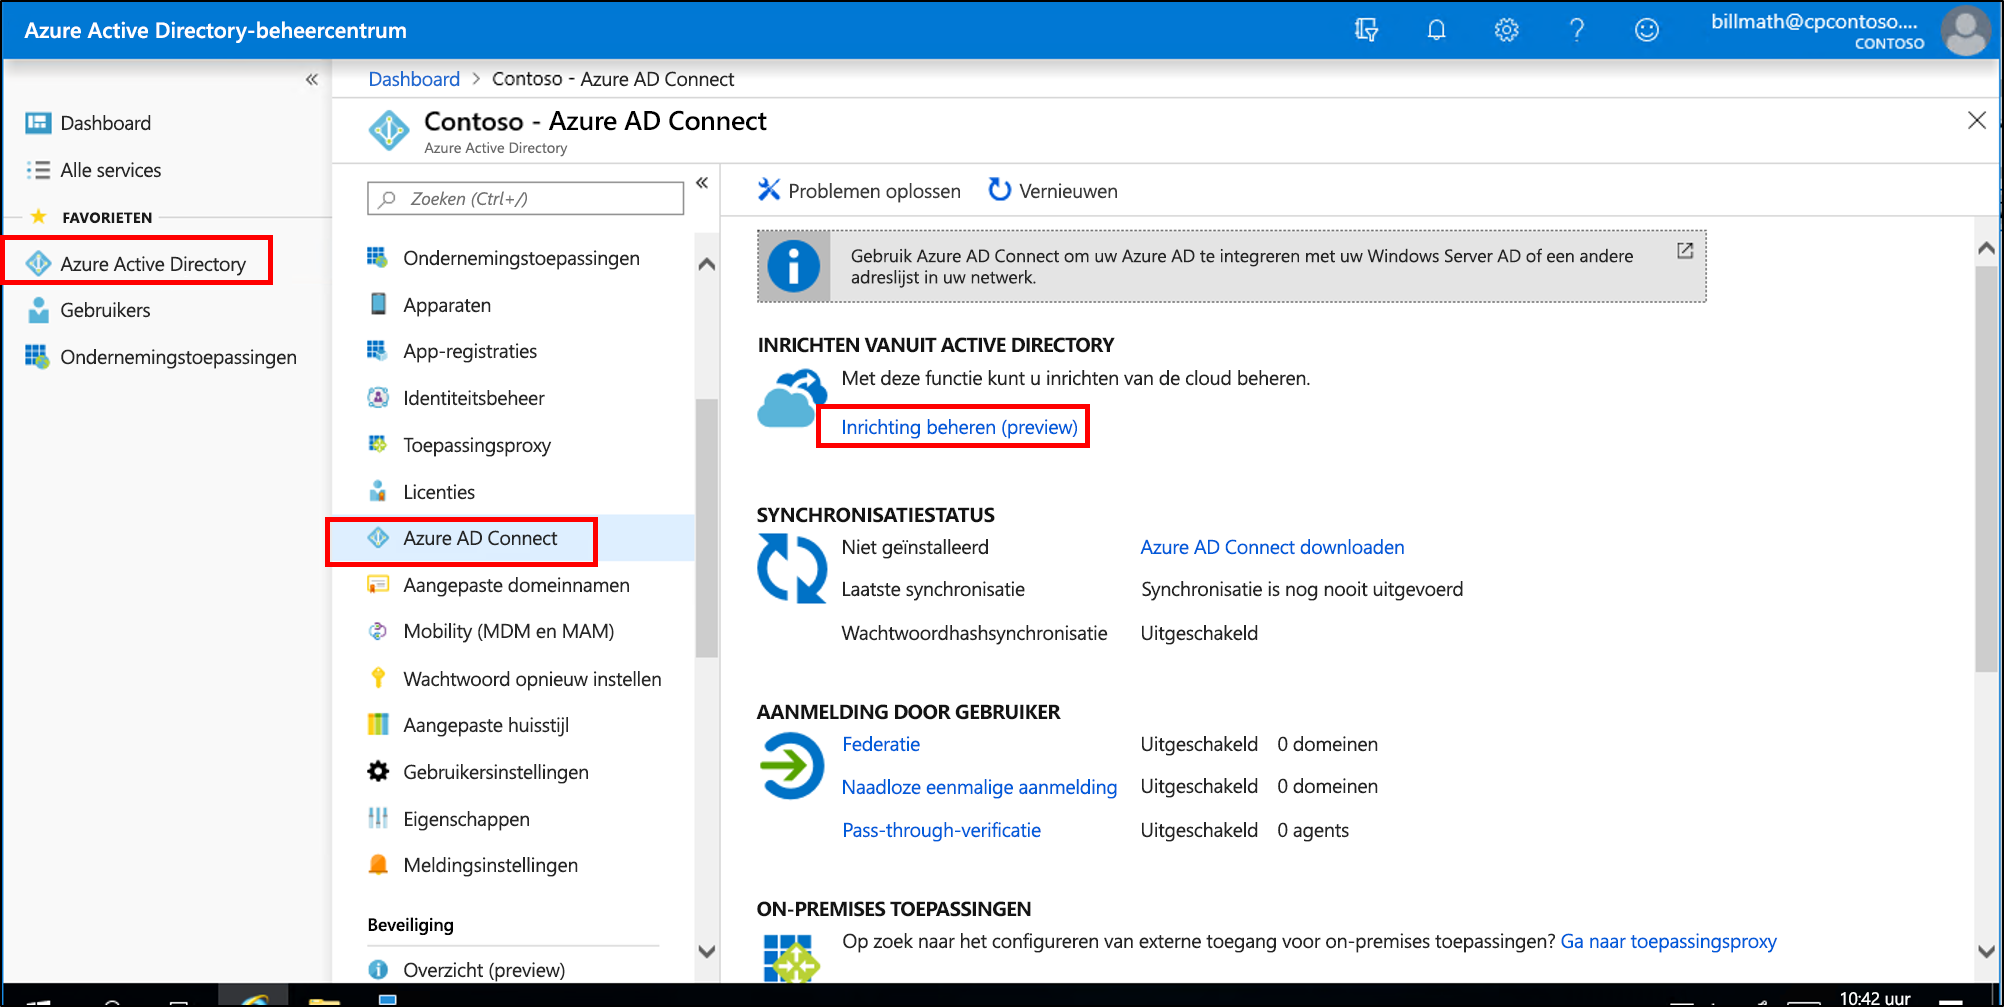 Azure Active Directory-beheercentrum
billmath@cpcontoso....
CONTOSO
Dashboard
Alle services
FAVORIETEN
Azure Active Directory
Gebruikers
Ondernemingstoepassingen
Dashboard > Contoso - Azure AD Connect
Contoso - Azure AD Connect
Azure Active Directory
Zoeken (Ctrl+/)
Ondernemingstoepassingen
Apparaten
App-registraties
Identiteitsbeheer
Toepassingsproxy
Licenties
Azure AD Connect
Aangepaste domeinnamen
Mobility (MDM en MAM)
Wachtwoord opnieuw instellen
Aangepaste huisstijl
Gebruikersinstellingen
Eigenschappen
Meldingsinstellingen
Beveiliging
Overzicht (preview)
Problemen oplossen Vernieuwen
Gebruik Azure AD Connect om uw Azure AD te integreren met uw Windows Server AD of een andere
adreslijst in uw netwerk.
INRICHTEN VANUIT ACTIVE DIRECTORY
Met deze functie kunt u inrichten van de cloud beheren.
Inrichting beheren (preview)
SYNCHRONISATIESTATUS
Niet geïnstalleerd Azure AD Connect downloaden
Laatste synchronisatie Synchronisatie is nog nooit uitgevoerd
Wachtwoordhashsynchronisatie Uitgeschakeld
AANMELDING DOOR GEBRUIKER
Federatie Uitgeschakeld 0 domeinen
Naadloze eenmalige aanmelding Uitgeschakeld 0 domeinen
Pass-through-verificatie Uitgeschakeld 0 agents
ON-PREMISES TOEPASSINGEN
Op zoek naar het configureren van externe toegang voor on-premises toepassingen? Ga naar toepassingsproxy
10:42 uur